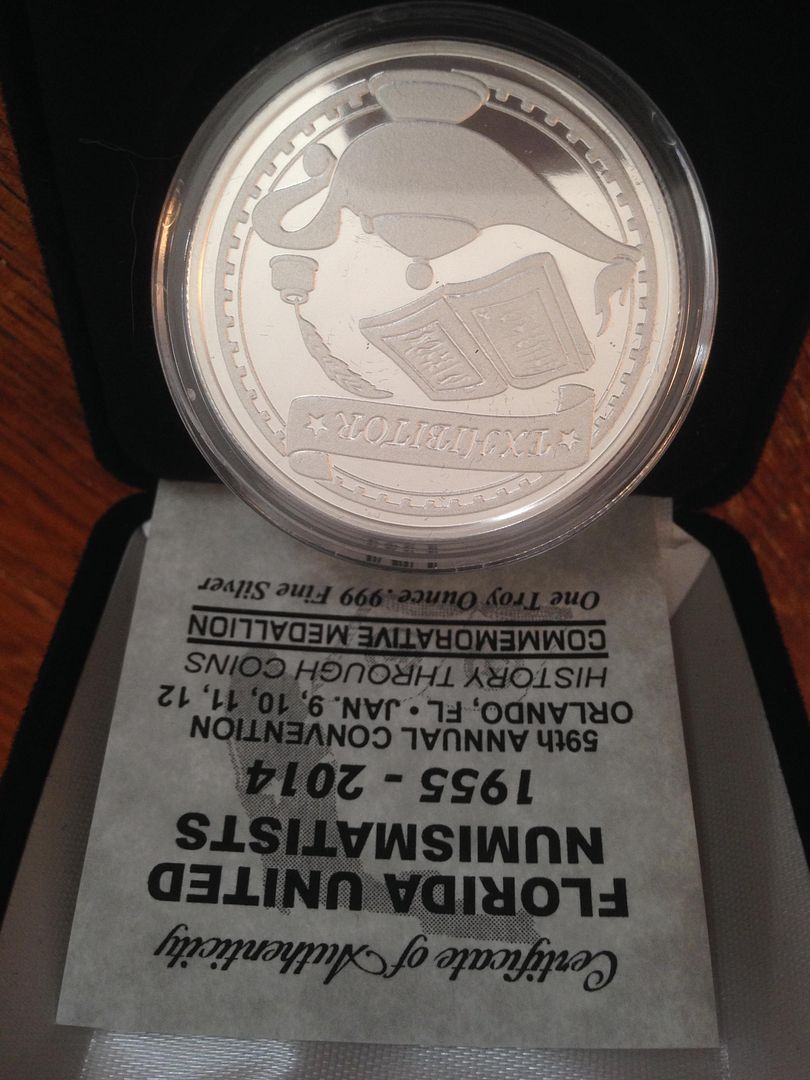 Certificate of Authenticity
FLORIDA UNITED
NUMISMATISTS
1955 - 2014
59th ANNUAL CONVENTION
ORLANDO, FL • JAN. 9, 10, 11, 12
HISTORY THROUGH COINS
COMMEMORATIVE MEDALLION
One Troy Ounce .999 Fine Silver
★ EXHIBITOR ★